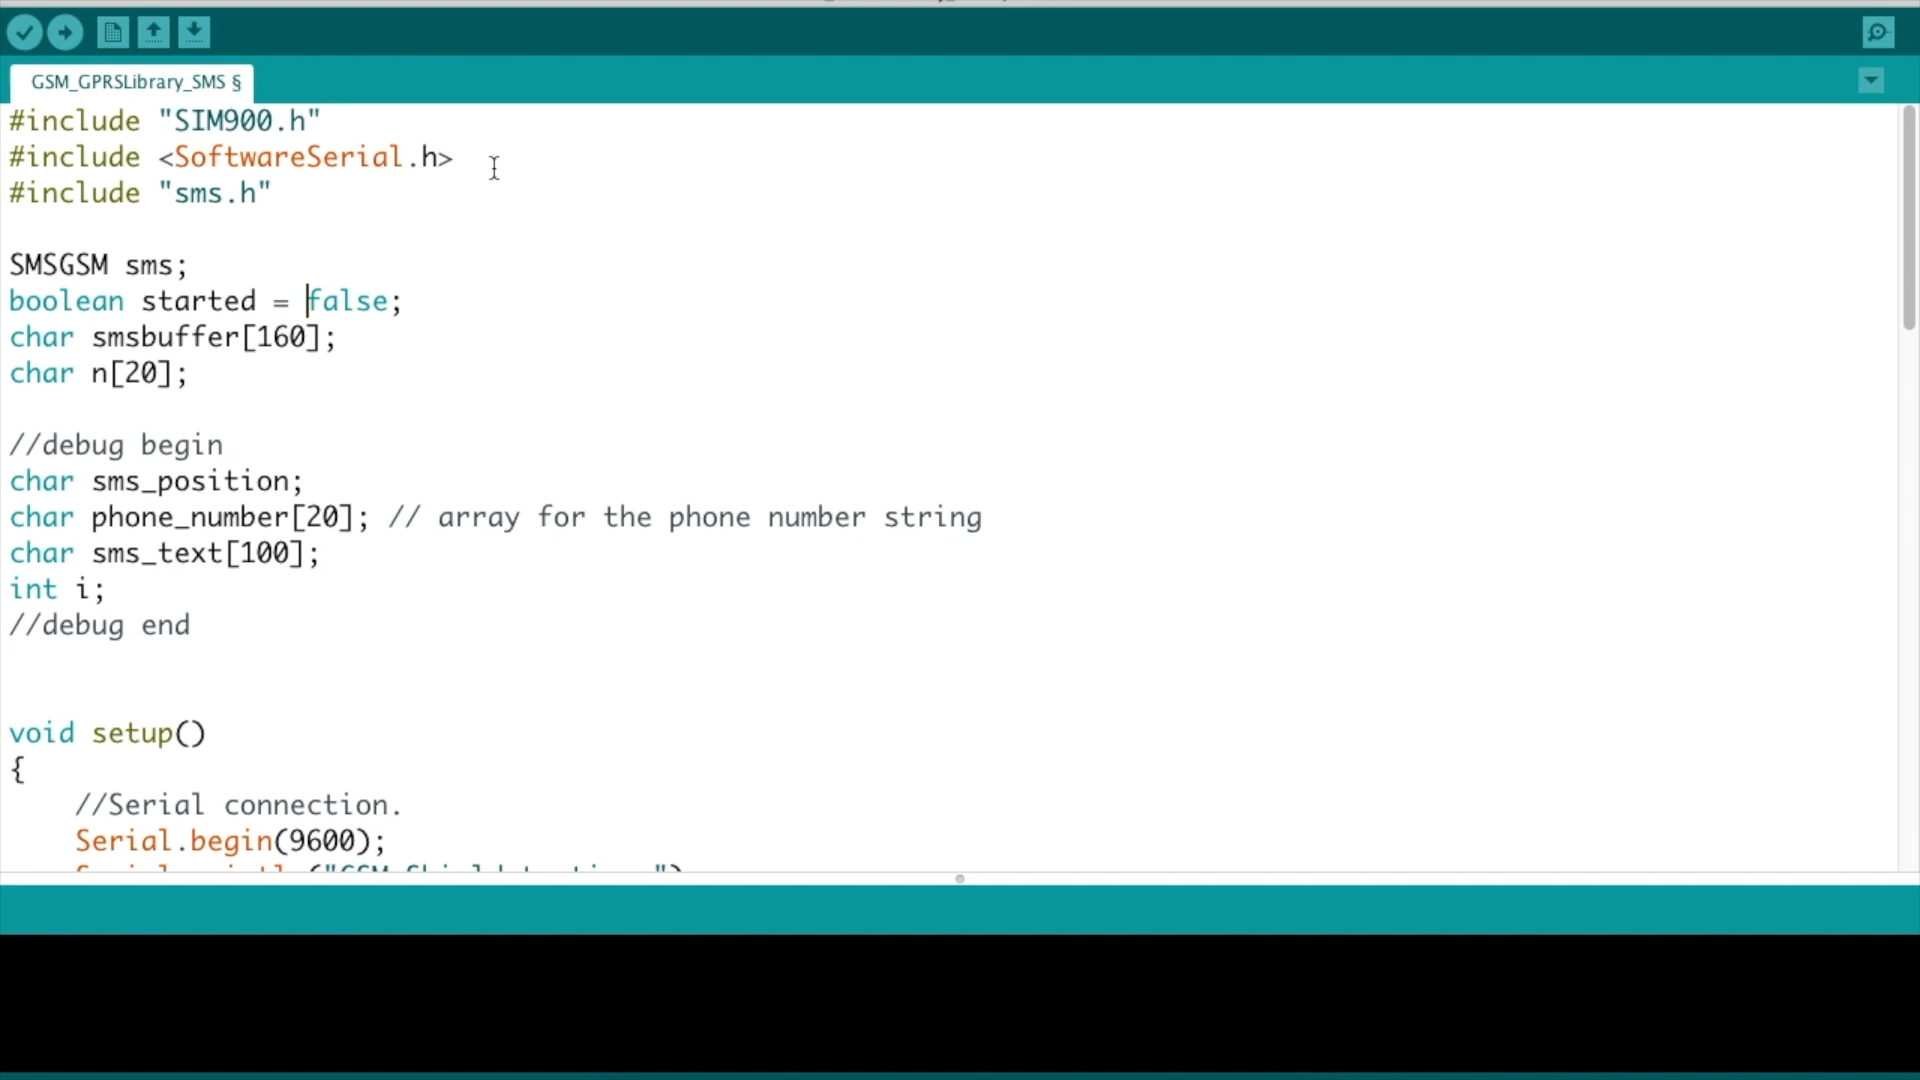 GSM_GPRSLibrary_SMS §
#include "SIM900.h"
#include <SoftwareSerial.h>
#include "sms.h"
SMSGSM sms;
boolean started = false;
char smsbuffer[160];
char n[20];
//debug begin
char sms_position;
char phone_number[20]; // array for the phone number string
char sms_text[100];
int i;
//debug end
void setup()
{
//Serial connection.
Serial.begin(9600);